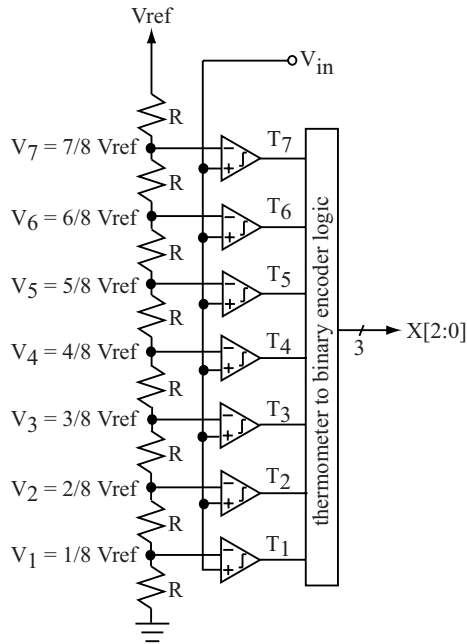 Vref
V_in
R
V_7 = 7/8 Vref
− + T_7
R
V_6 = 6/8 Vref
− + T_6
R
V_5 = 5/8 Vref
− + T_5
R
V_4 = 4/8 Vref
− + T_4
R
V_3 = 3/8 Vref
− + T_3
R
V_2 = 2/8 Vref
− + T_2
R
V_1 = 1/8 Vref
− + T_1
R
thermometer to binary encoder logic
3
X[2:0]